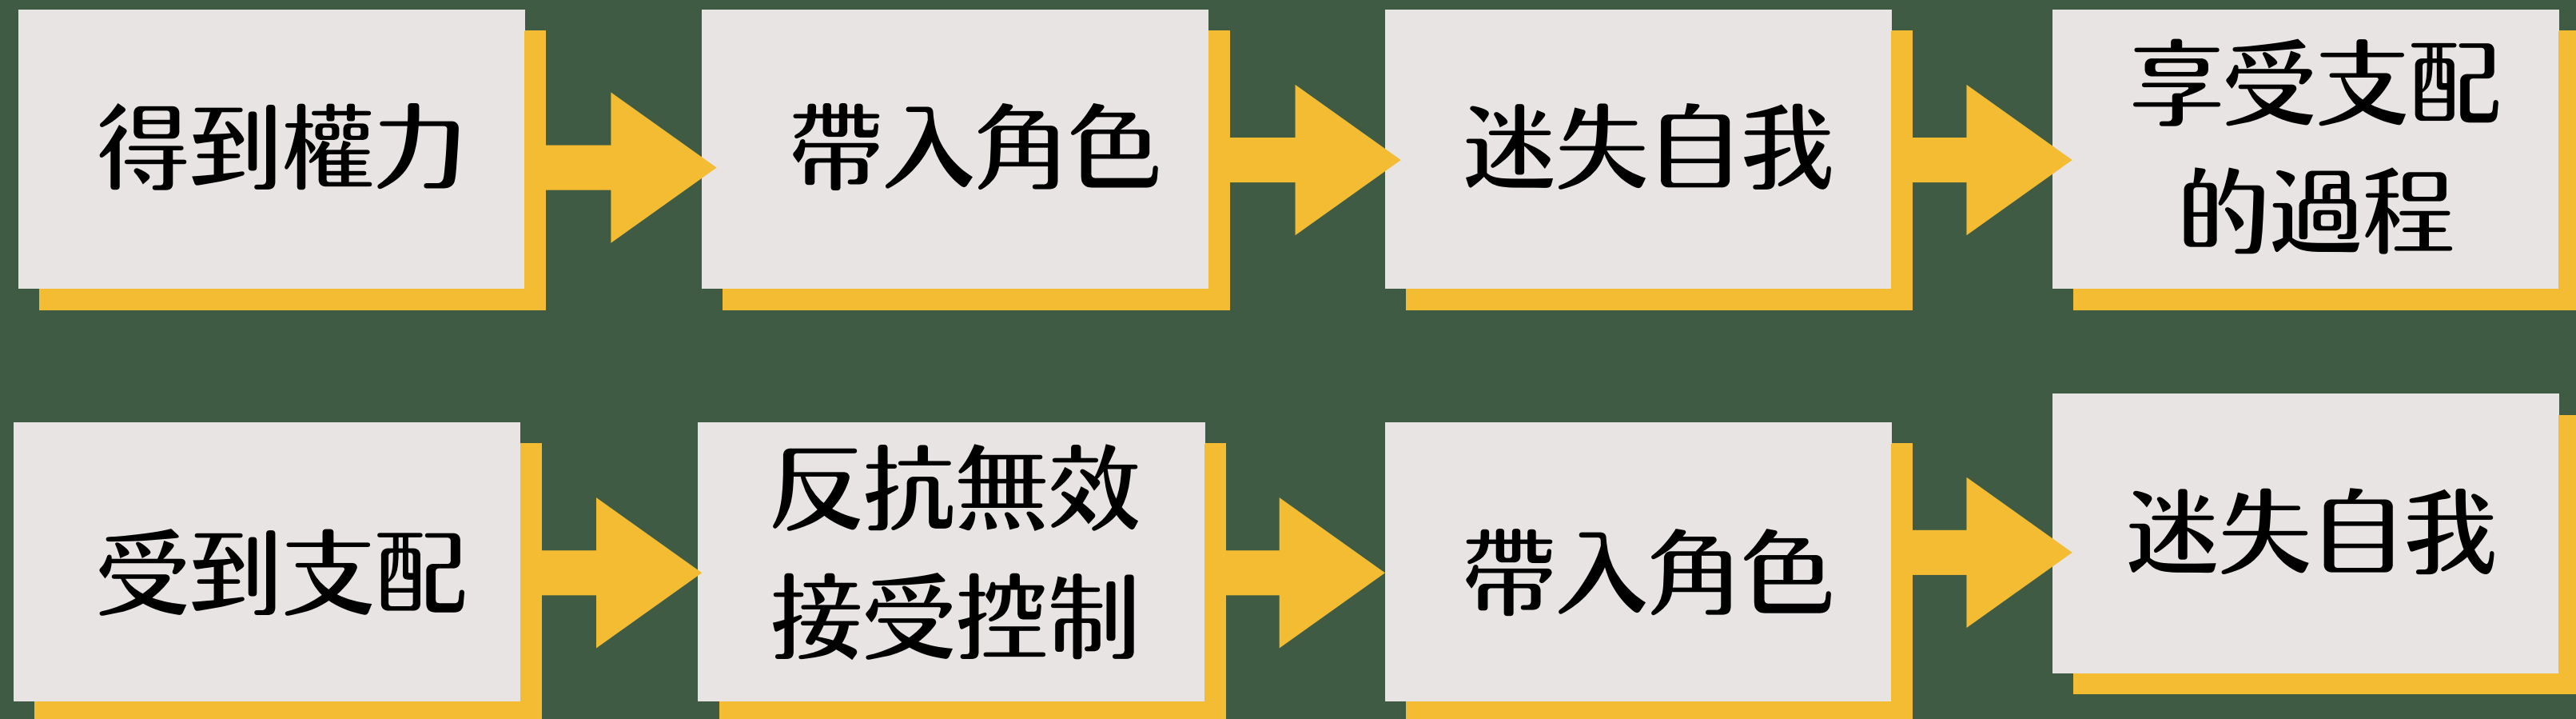 得到權力
帶入角色
迷失自我
享受支配
的過程
受到支配
反抗無效
接受控制
帶入角色
迷失自我